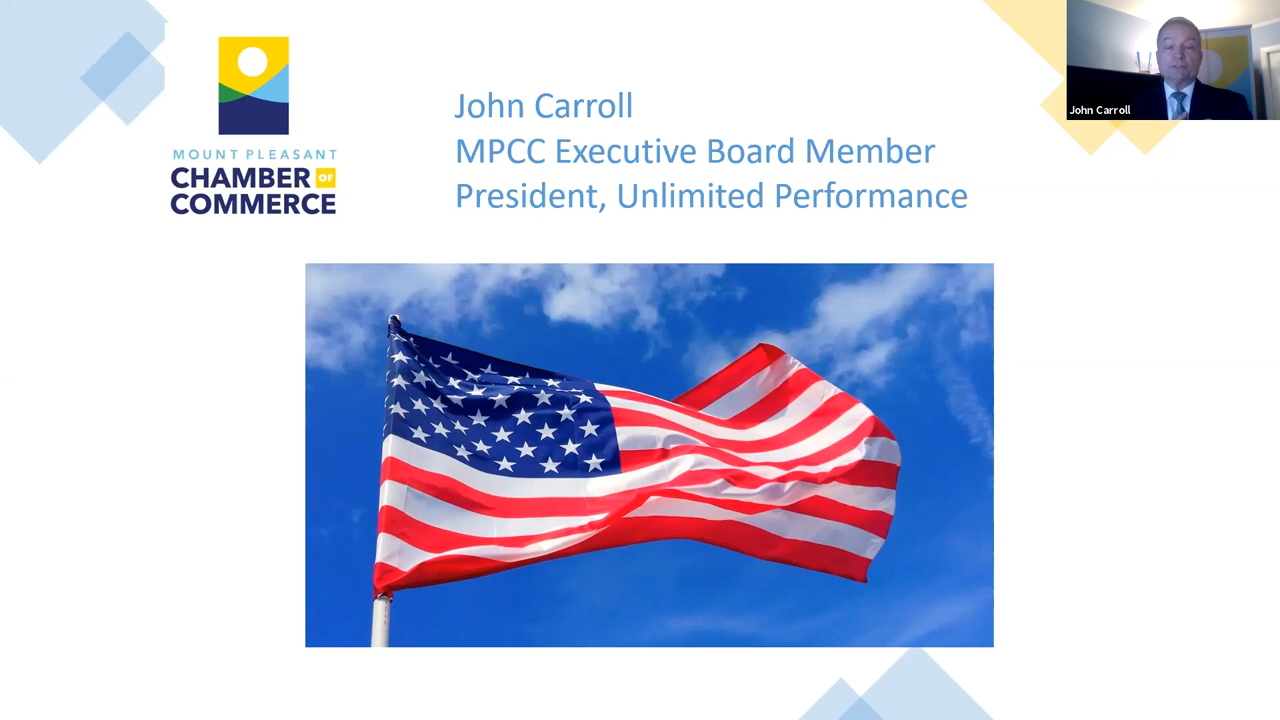 MOUNT PLEASANT
CHAMBER OF
COMMERCE
John Carroll
MPCC Executive Board Member
President, Unlimited Performance
John Carroll